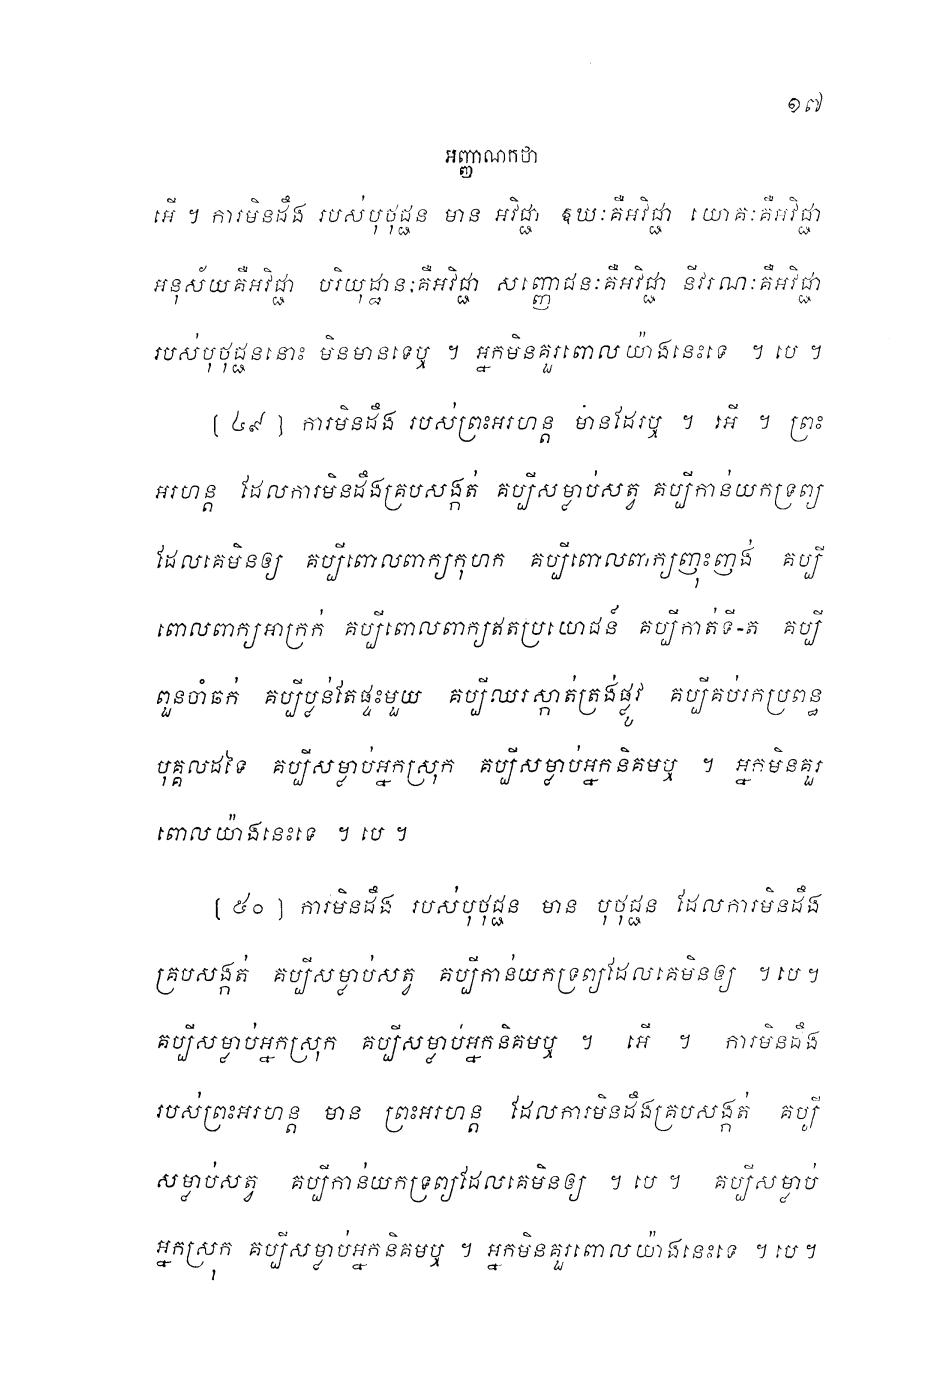 ១៧
អញ្ញាណកថា
អើ ។ ការមិនដឹង របស់បុថុជ្ជន មាន អវិជ្ជា ឱឃៈគឺអវិជ្ជា យោគៈគឺអវិជ្ជា
អនុស័យគឺអវិជ្ជា បរិយុដ្ឋានៈគឺអវិជ្ជា សញ្ញោជនៈគឺអវិជ្ជា នីវរណៈគឺអវិជ្ជា
របស់បុថុជ្ជននោះ មិនមានទេឬ ។ អ្នកមិនគួរពោលយ៉ាងនេះទេ ។ បេ ។
( ៤៩ ) ការមិនដឹង របស់ព្រះអរហន្ត មានដែរឬ ។ អើ ។ ព្រះ
អរហន្ត ដែលការមិនដឹងគ្របសង្កត់ គប្បីសម្លាប់សត្វ គប្បីកាន់យកទ្រព្យ
ដែលគេមិនឲ្យ គប្បីពោលពាក្យកុហក គប្បីពោលពាក្យញុះញង់ គប្បី
ពោលពាក្យអាក្រក់ គប្បីពោលពាក្យឥតប្រយោជន៍ គប្បីកាត់ទី-ត គប្បី
ពួនចាំធក់ គប្បីប្លន់តែផ្ទះមួយ គប្បីឈរស្កាត់ត្រង់ផ្លូវ គប្បីគប់រកប្រពន្ធ
បុគ្គលដទៃ គប្បីសម្លាប់អ្នកស្រុក គប្បីសម្លាប់អ្នកនិគមឬ ។ អ្នកមិនគួរ
ពោលយ៉ាងនេះទេ ។ បេ ។
( ៥០ ) ការមិនដឹង របស់បុថុជ្ជន មាន បុថុជ្ជន ដែលការមិនដឹង
គ្របសង្កត់ គប្បីសម្លាប់សត្វ គប្បីកាន់យកទ្រព្យដែលគេមិនឲ្យ ។ បេ ។
គប្បីសម្លាប់អ្នកស្រុក គប្បីសម្លាប់អ្នកនិគមឬ ។ អើ ។ ការមិនដឹង
របស់ព្រះអរហន្ត មាន ព្រះអរហន្ត ដែលការមិនដឹងគ្របសង្កត់ គប្បី
សម្លាប់សត្វ គប្បីកាន់យកទ្រព្យដែលគេមិនឲ្យ ។ បេ ។ គប្បីសម្លាប់
អ្នកស្រុក គប្បីសម្លាប់អ្នកនិគមឬ ។ អ្នកមិនគួរពោលយ៉ាងនេះទេ ។ បេ ។